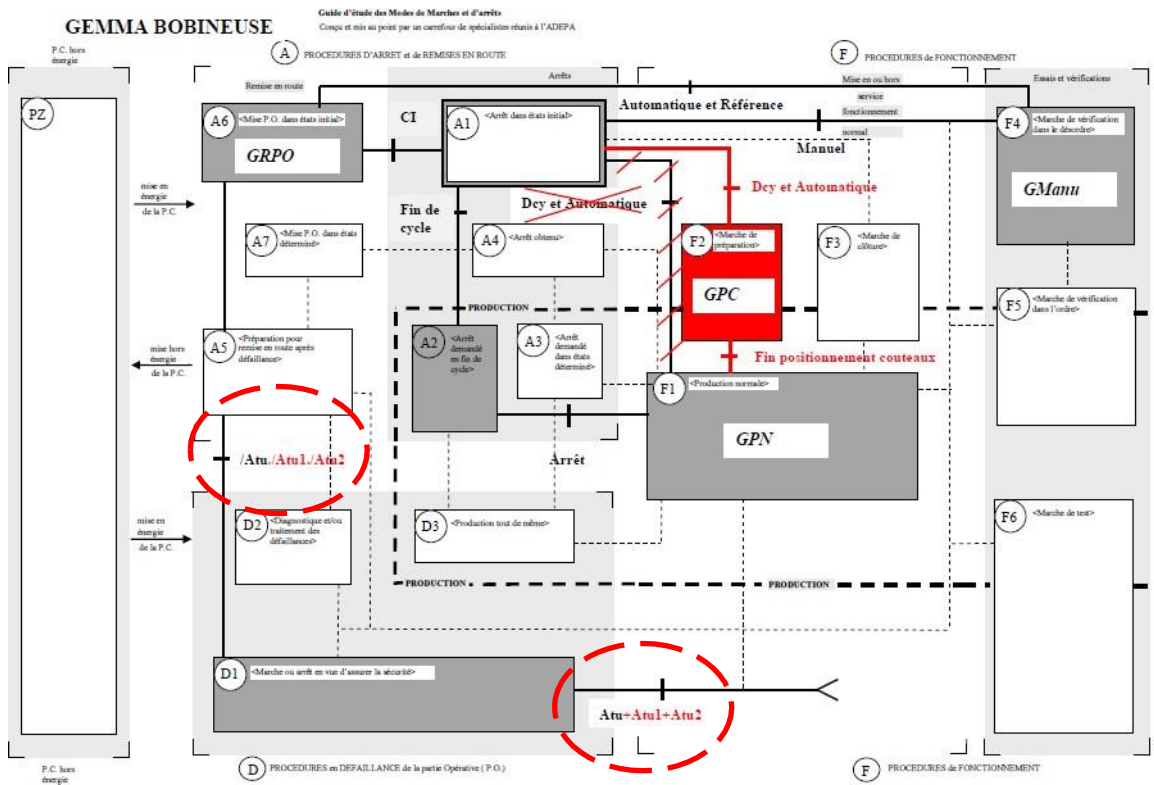 GEMMA BOBINEUSE
Guide d'étude des Modes de Marches et d'arrêts
Conçu et mis au point par un carrefour de spécialistes réunis à l'ADEPA
P.C. hors
énergie
A PROCEDURES D'ARRET et de REMISES EN ROUTE
F PROCEDURES de FONCTIONNEMENT
Remise en route
Arrêts
Mise en ou hors
service
fonctionnement
normal
Essais et vérifications
PZ
A6 <Mise P.O. dans états initial>
GRPO
CI
A1 <Arrêt dans états initial>
Automatique et Référence
Manuel
F4 <Marche de vérification
dans le désordre>
GManu
mise en
énergie
de la P.C.
Fin de
cycle
Dcy et Automatique
Dcy et Automatique
A7 <Mise P.O. dans états
déterminé>
A4 <Arrêt obtenu>
F2 <Marche de
préparation>
GPC
F3 <Marche de
clôture>
PRODUCTION
F5 <Marche de vérification
dans l'ordre>
mise hors
énergie
de la P.C.
A5 <Préparation pour
remise en route après
défaillance>
A2 <Arrêt
demandé
en fin de
cycle>
A3 <Arrêt
demandé
dans états
déterminé>
Fin positionnement couteaux
F1 <Production normale>
GPN
/Atu./Atu1./Atu2
Arrêt
mise en
énergie
de la P.C.
D2 <Diagnostique et/ou
traitement des
défaillances>
D3 <Production tout de même>
F6 <Marche de test>
PRODUCTION
PRODUCTION
D1 <Marche ou arrêt en vue d'assurer la sécurité>
Atu+Atu1+Atu2
P.C. hors
énergie
D PROCEDURES en DEFAILLANCE de la partie Opérative ( P.O.)
F PROCEDURES de FONCTIONNEMENT